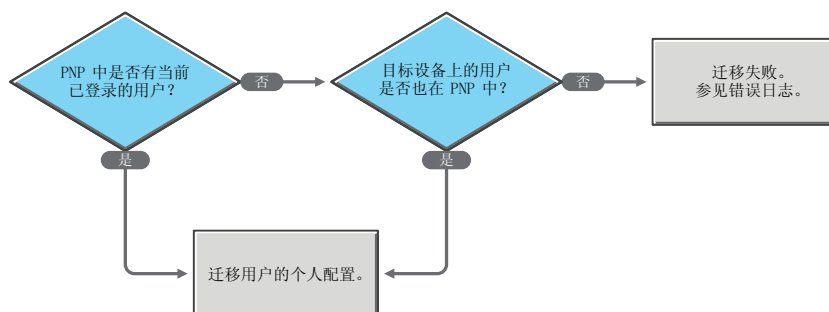 PNP 中是否有当前
已登录的用户?
否
目标设备上的用户
是否也在 PNP 中?
否
迁移失败。
参见错误日志。
是
是
迁移用户的个人配置。